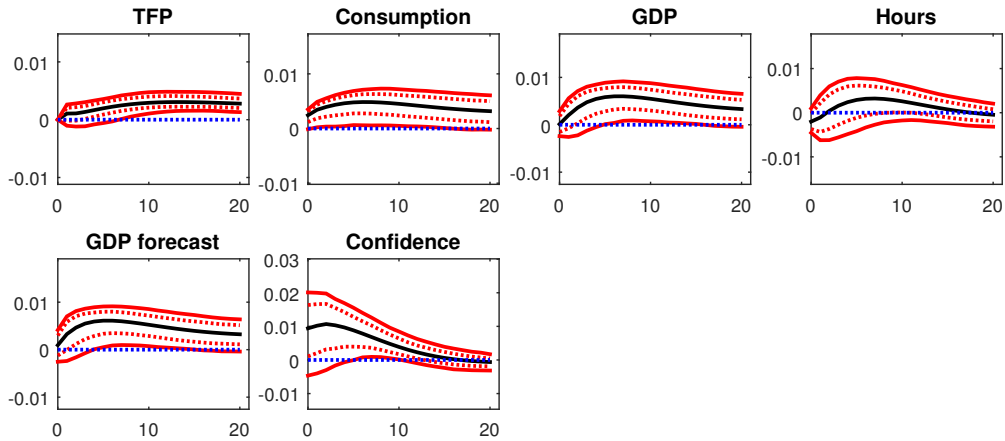 TFP Consumption GDP Hours
0.01 0.01 0.01 0.01
0 0 0 0
-0.01 -0.01 -0.01 -0.01
0 10 20 0 10 20 0 10 20 0 10 20
GDP forecast Confidence
0.03
0.01 0.02
0.01
0 0
-0.01 -0.01
0 10 20 0 10 20